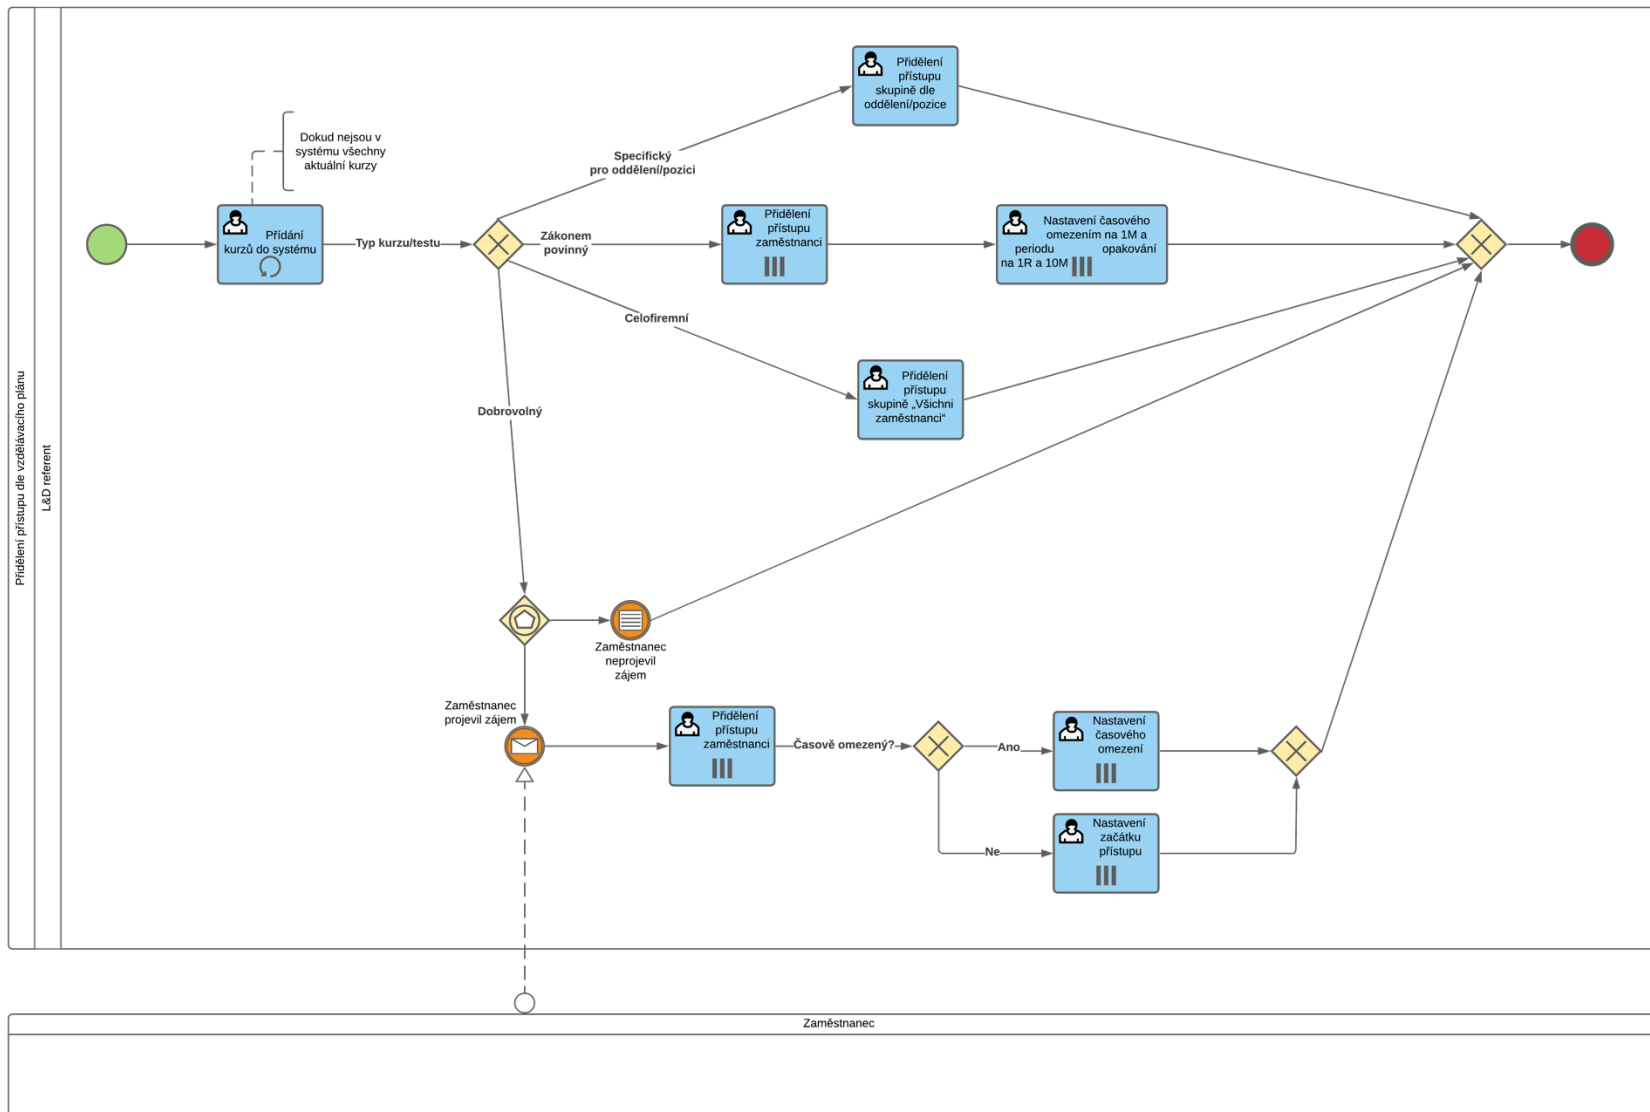 Přidělení přístupu dle vzdělávacího plánu
L&D referent
Dokud nejsou v
systému všechny
aktuální kurzy
Přídání
kurzů do systému
Typ kurzu/testu
Specifický
pro oddělení/pozici
Přidělení
přístupu
skupině dle
oddělení/pozice
Zákonem
povinný
Přidělení
přístupu
zaměstnanci
Nastavení časového
omezením na 1M a
periodu opakování
na 1R a 10M
Celofiremní
Přidělení
přístupu
skupině „Všichni
zaměstnanci“
Dobrovolný
Zaměstnanec
neprojevil
zájem
Zaměstnanec
projevil zájem
Přidělení
přístupu
zaměstnanci
Časově omezený?
Ano
Nastavení
časového
omezení
Ne
Nastavení
začátku
přístupu
Zaměstnanec